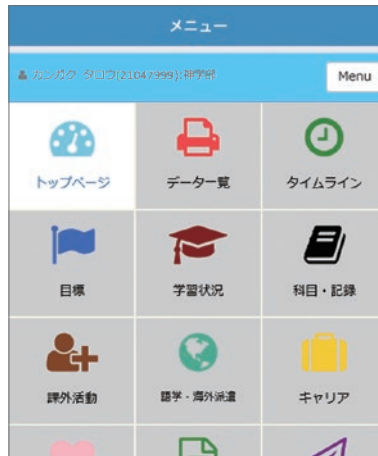 メニュー
カンガク タロウ(21047999):神学部
Menu
トップページ
データ一覧
タイムライン
目標
学習状況
科目・記録
課外活動
語学・海外派遣
キャリア